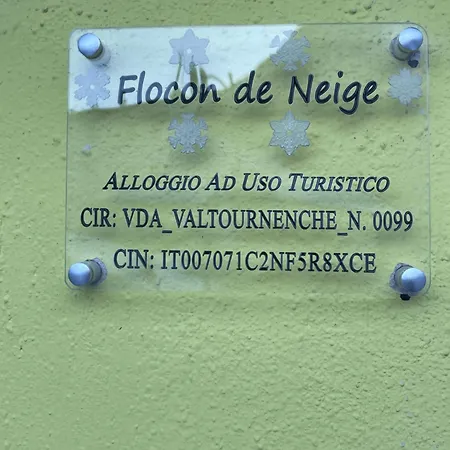 Flocon de Neige
ALLOGGIO AD USO TURISTICO
CIR: VDA_VALTOURNENCHE_N. 0099
CIN: IT007071C2NF5R8XCE